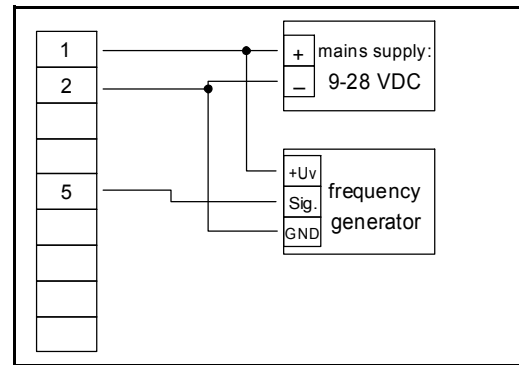 1
2
5
+ mains supply:
– 9-28 VDC
+Uv
Sig.
GND
frequency
generator